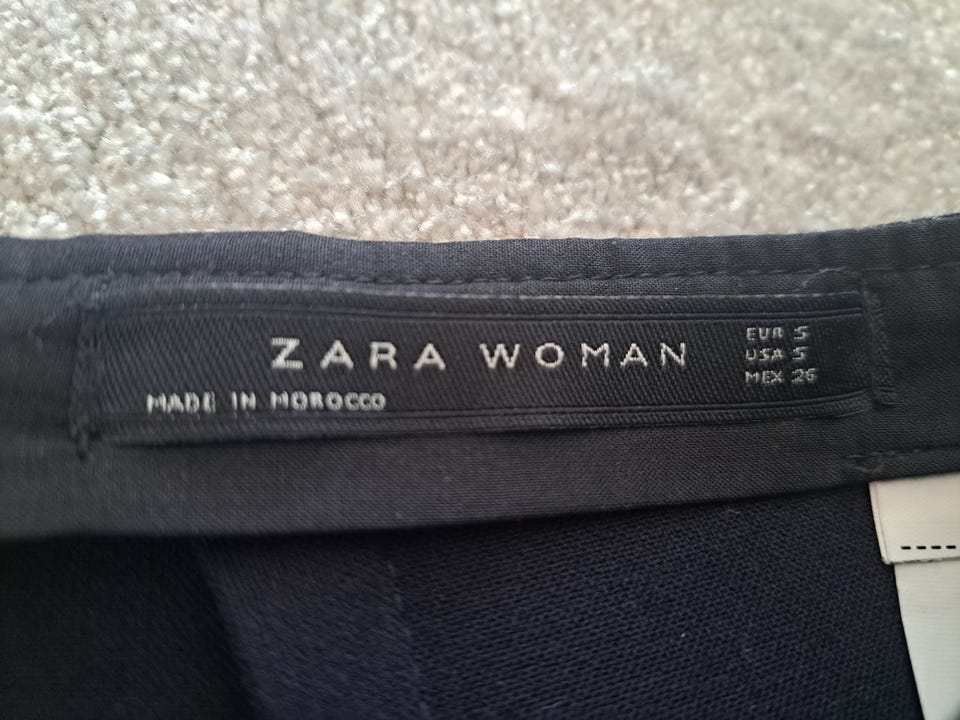 ZARA WOMAN
EUR S
USA S
MEX 26
MADE IN MOROCCO